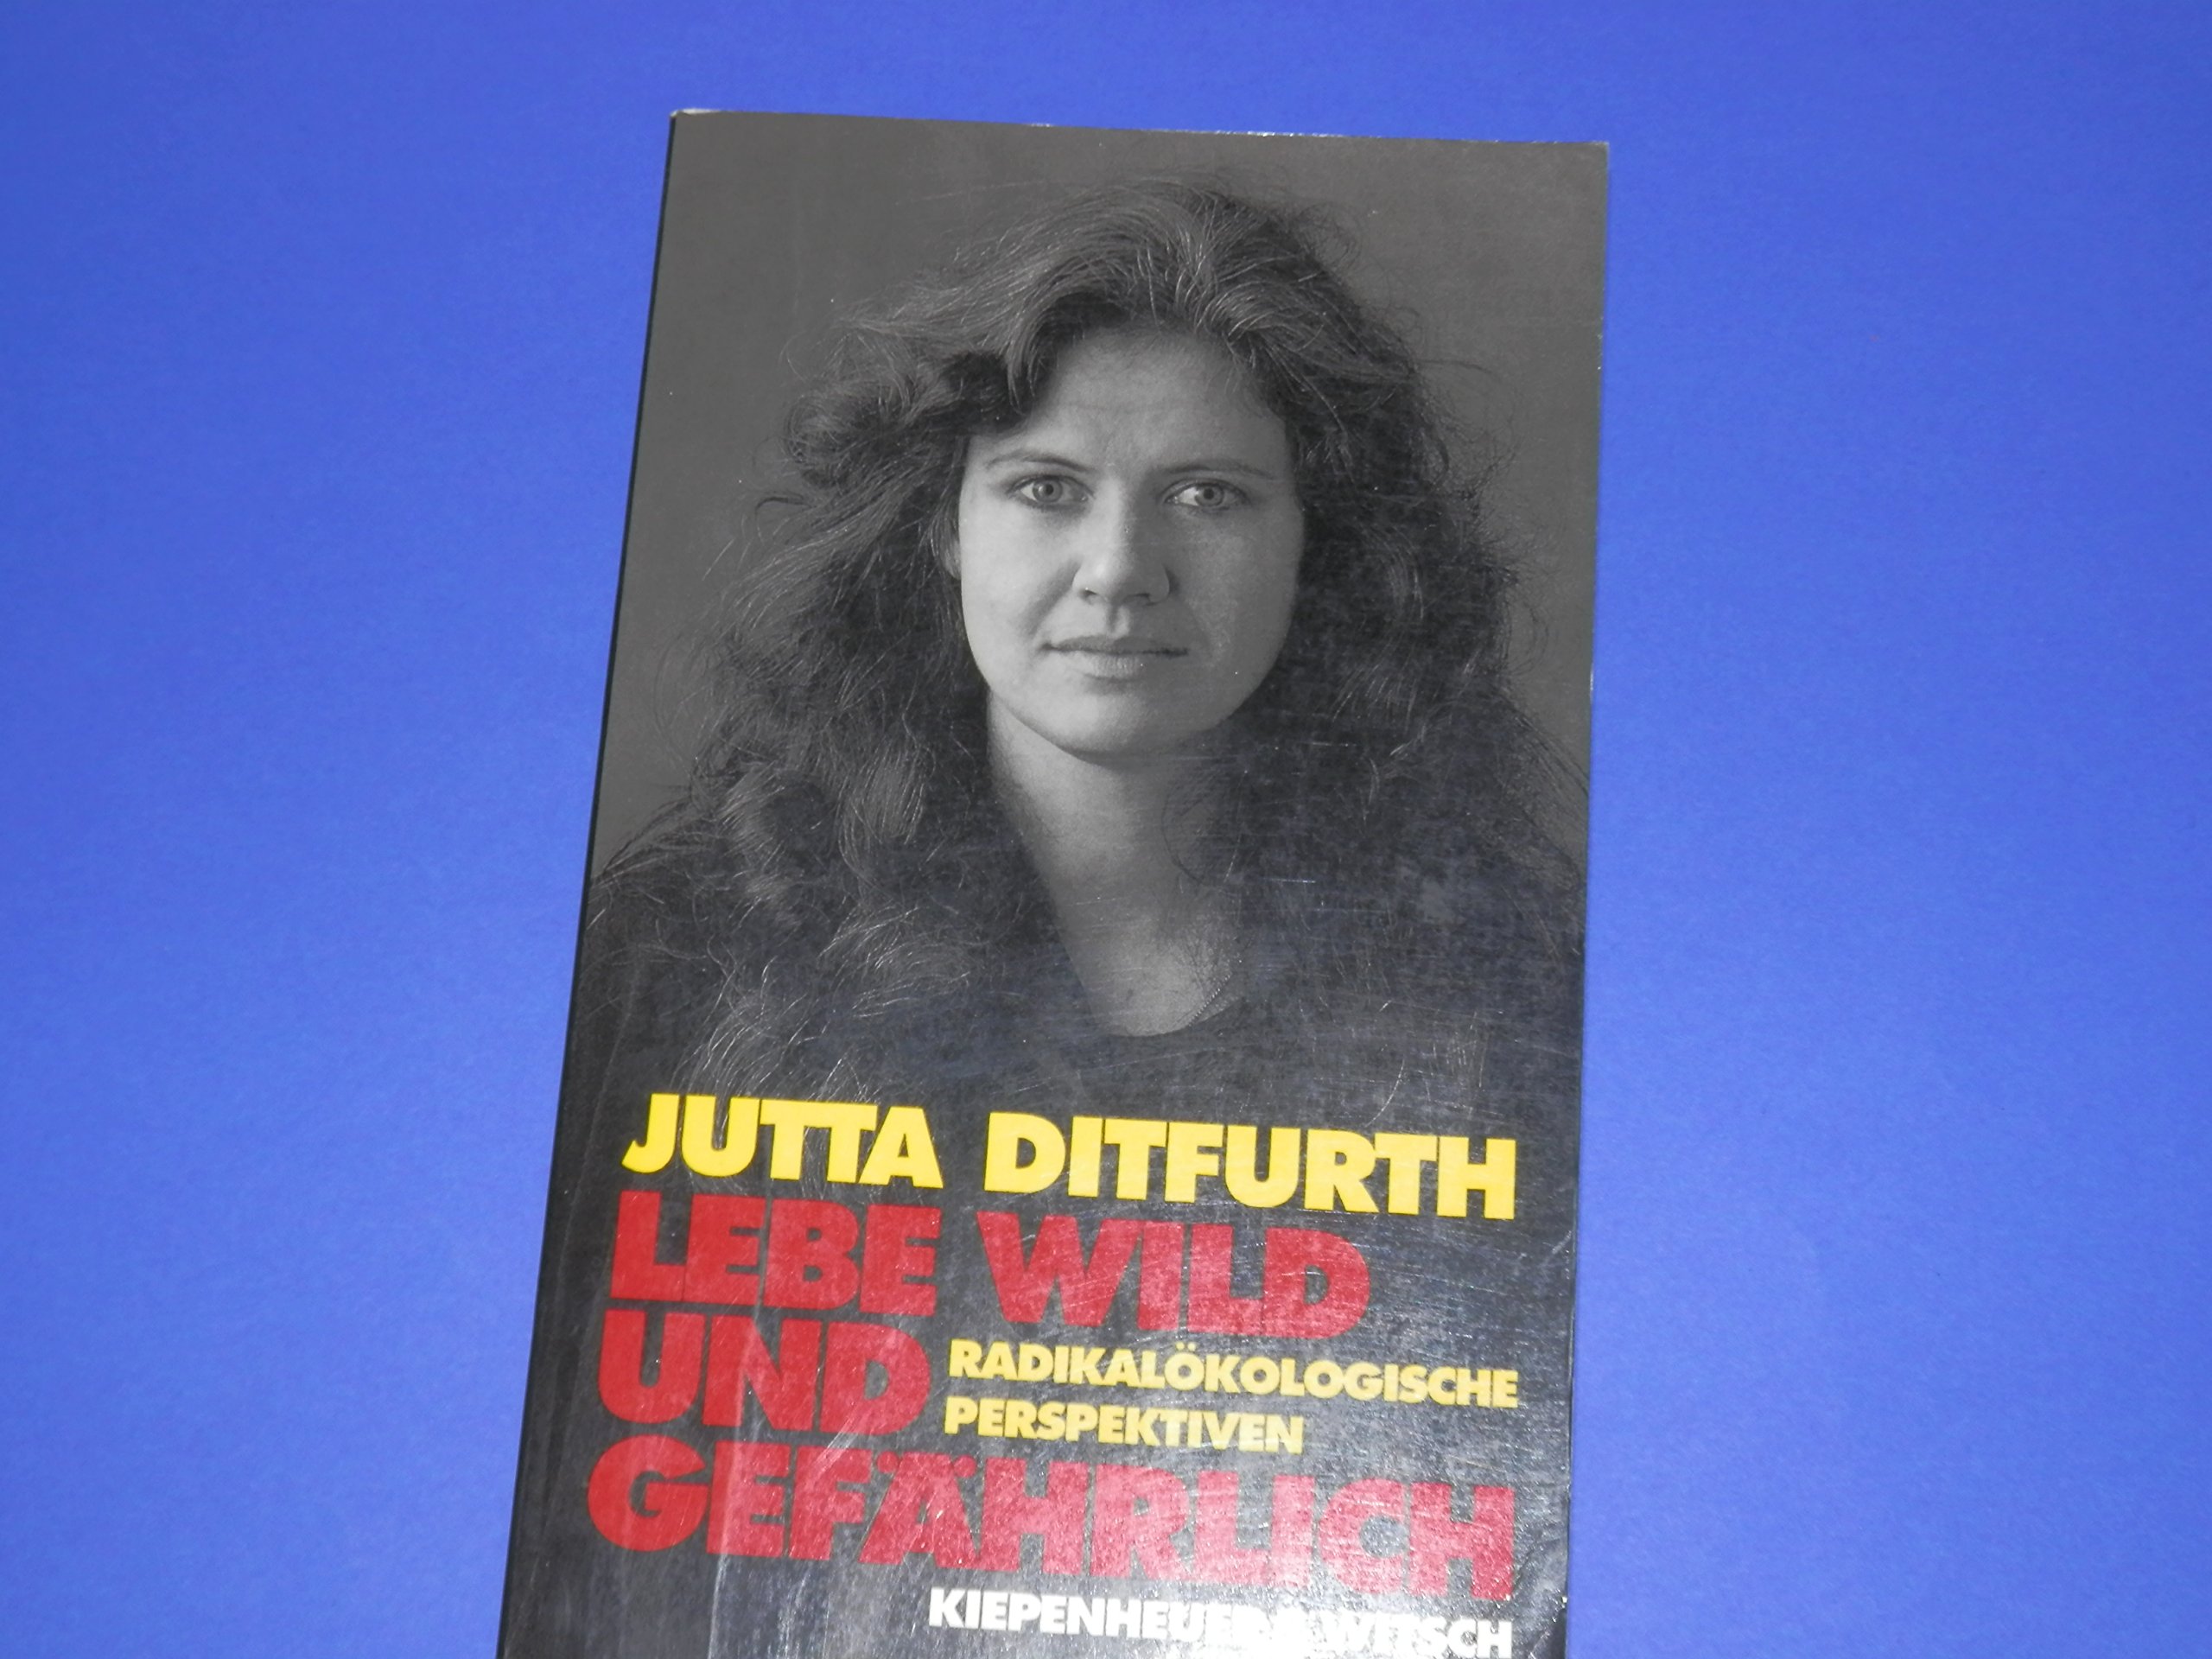 JUTTA DITFURTH
LEBE WILD
UND
RADIKALÖKOLOGISCHE
PERSPEKTIVEN
GEFÄHRLICH
KIEPENHEUER & WITSCH